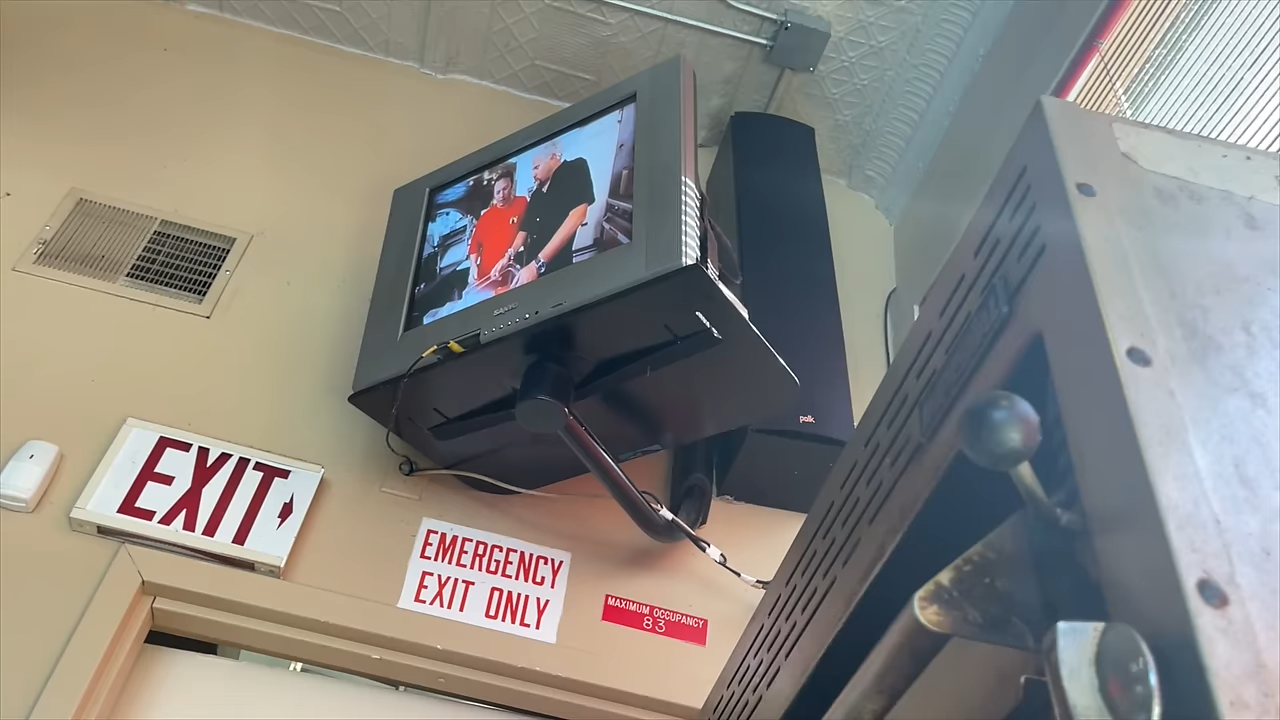 SANYO
polk
EXIT
EMERGENCY
EXIT ONLY
MAXIMUM OCCUPANCY
83